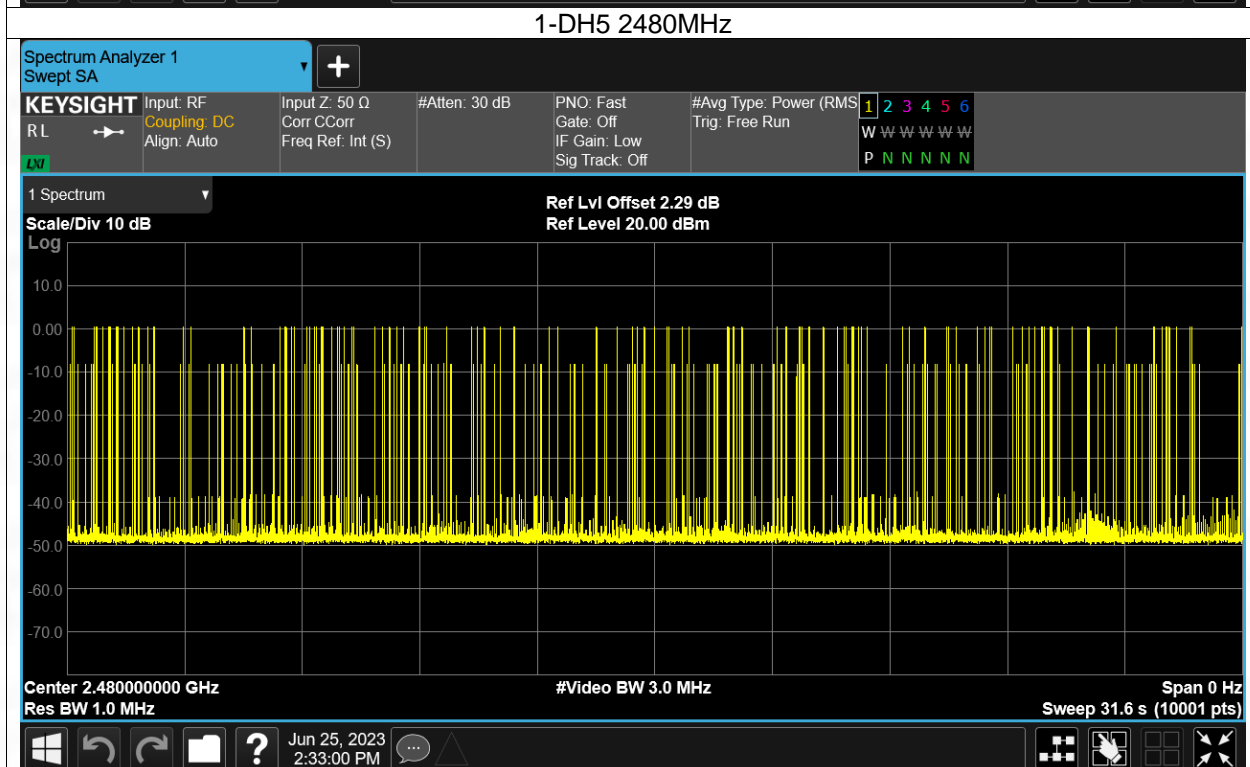 1-DH5 2480MHz
Spectrum Analyzer 1
Swept SA
+
KEYSIGHT
RL
LXI
Input: RF
Coupling: DC
Align: Auto
Input Z: 50 Ω
Corr CCorr
Freq Ref: Int (S)
#Atten: 30 dB
PNO: Fast
Gate: Off
IF Gain: Low
Sig Track: Off
#Avg Type: Power (RMS
Trig: Free Run
1 2 3 4 5 6
W W W W W W
P N N N N N
1 Spectrum
Scale/Div 10 dB
Ref Lvl Offset 2.29 dB
Ref Level 20.00 dBm
Log
10.0
0.00
-10.0
-20.0
-30.0
-40.0
-50.0
-60.0
-70.0
Center 2.480000000 GHz
#Video BW 3.0 MHz
Span 0 Hz
Res BW 1.0 MHz
Sweep 31.6 s (10001 pts)
?
Jun 25, 2023
2:33:00 PM